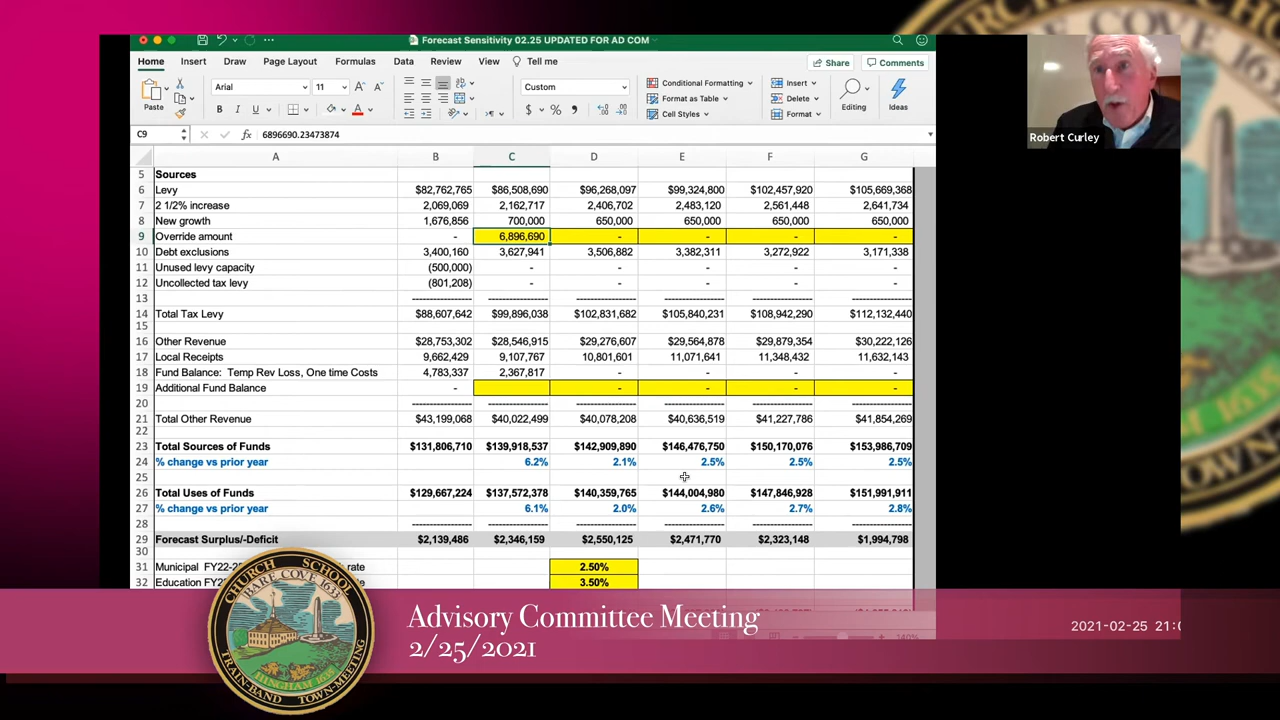 Forecast Sensitivity 02.25 UPDATED FOR AD COM
Home Insert Draw Page Layout Formulas Data Review View Tell me Share Comments
Paste Arial 11 Custom Conditional Formatting Format as Table Cell Styles Insert Delete Format Editing Ideas
C9 fx 6896690.23473874
A B C D E F G
5 Sources
6 Levy $82,762,765 $86,508,690 $96,268,097 $99,324,800 $102,457,920 $105,669,368
7 2 1/2% increase 2,069,069 2,162,717 2,406,702 2,483,120 2,561,448 2,641,734
8 New growth 1,676,856 700,000 650,000 650,000 650,000 650,000
9 Override amount - 6,896,690 - - - -
10 Debt exclusions 3,400,160 3,627,941 3,506,882 3,382,311 3,272,922 3,171,338
11 Unused levy capacity (500,000) - - - - -
12 Uncollected tax levy (801,208) - - - - -
13
14 Total Tax Levy $88,607,642 $99,896,038 $102,831,682 $105,840,231 $108,942,290 $112,132,440
15
16 Other Revenue $28,753,302 $28,546,915 $29,276,607 $29,564,878 $29,879,354 $30,222,126
17 Local Receipts 9,662,429 9,107,767 10,801,601 11,071,641 11,348,432 11,632,143
18 Fund Balance: Temp Rev Loss, One time Costs 4,783,337 2,367,817 - - - -
19 Additional Fund Balance - - - - -
20
21 Total Other Revenue $43,199,068 $40,022,499 $40,078,208 $40,636,519 $41,227,786 $41,854,269
22
23 Total Sources of Funds $131,806,710 $139,918,537 $142,909,890 $146,476,750 $150,170,076 $153,986,709
24 % change vs prior year 6.2% 2.1% 2.5% 2.5% 2.5%
25
26 Total Uses of Funds $129,667,224 $137,572,378 $140,359,765 $144,004,980 $147,846,928 $151,991,911
27 % change vs prior year 6.1% 2.0% 2.6% 2.7% 2.8%
28
29 Forecast Surplus/-Deficit $2,139,486 $2,346,159 $2,550,125 $2,471,770 $2,323,148 $1,994,798
30
31 Municipal FY22-2 rate 2.50%
32 Education FY2 rate 3.50%
140%
Robert Curley
Advisory Committee Meeting
2/25/2021
2021-02-25 21:0
CHURCH SCHOOL
BARE COVE 1633
HINGHAM 1635
TRAIN-BAND TOWN-MEETING